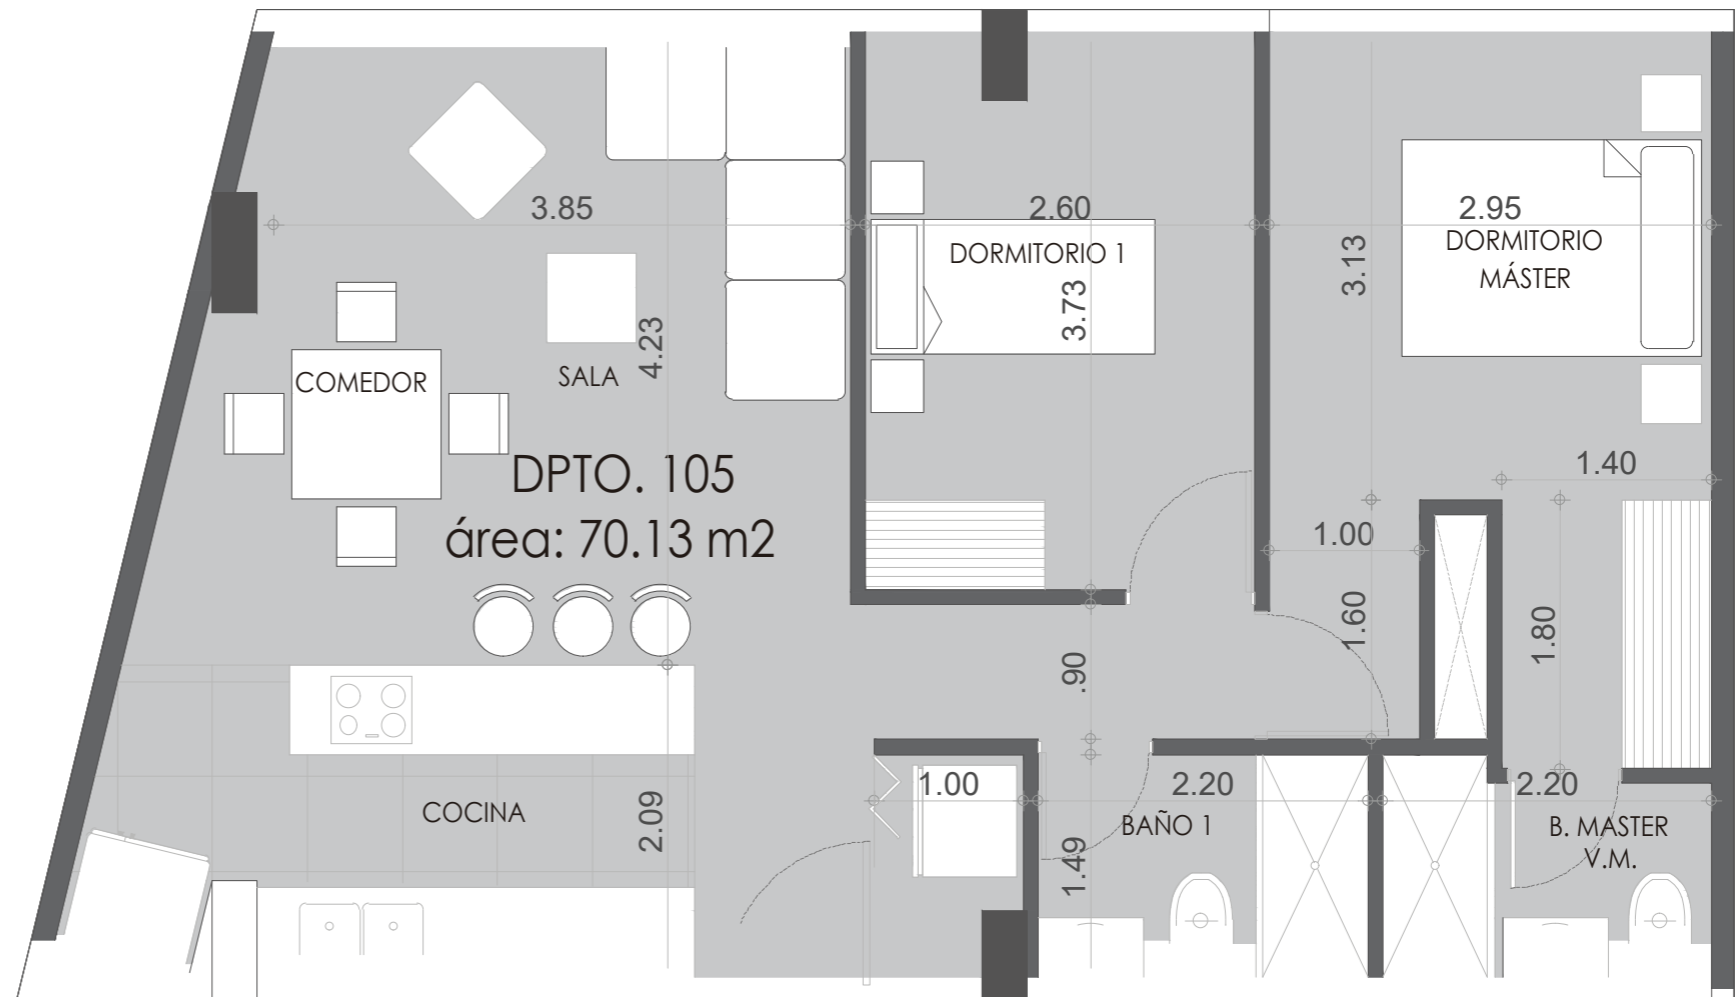 3.85
2.60
2.95
DORMITORIO 1
DORMITORIO
MÁSTER
3.13
3.73
4.23
COMEDOR
SALA
DPTO. 105
área: 70.13 m2
1.40
1.00
1.60
1.80
.90
1.00
2.20
2.20
COCINA
2.09
BAÑO 1
1.49
B. MASTER
V.M.